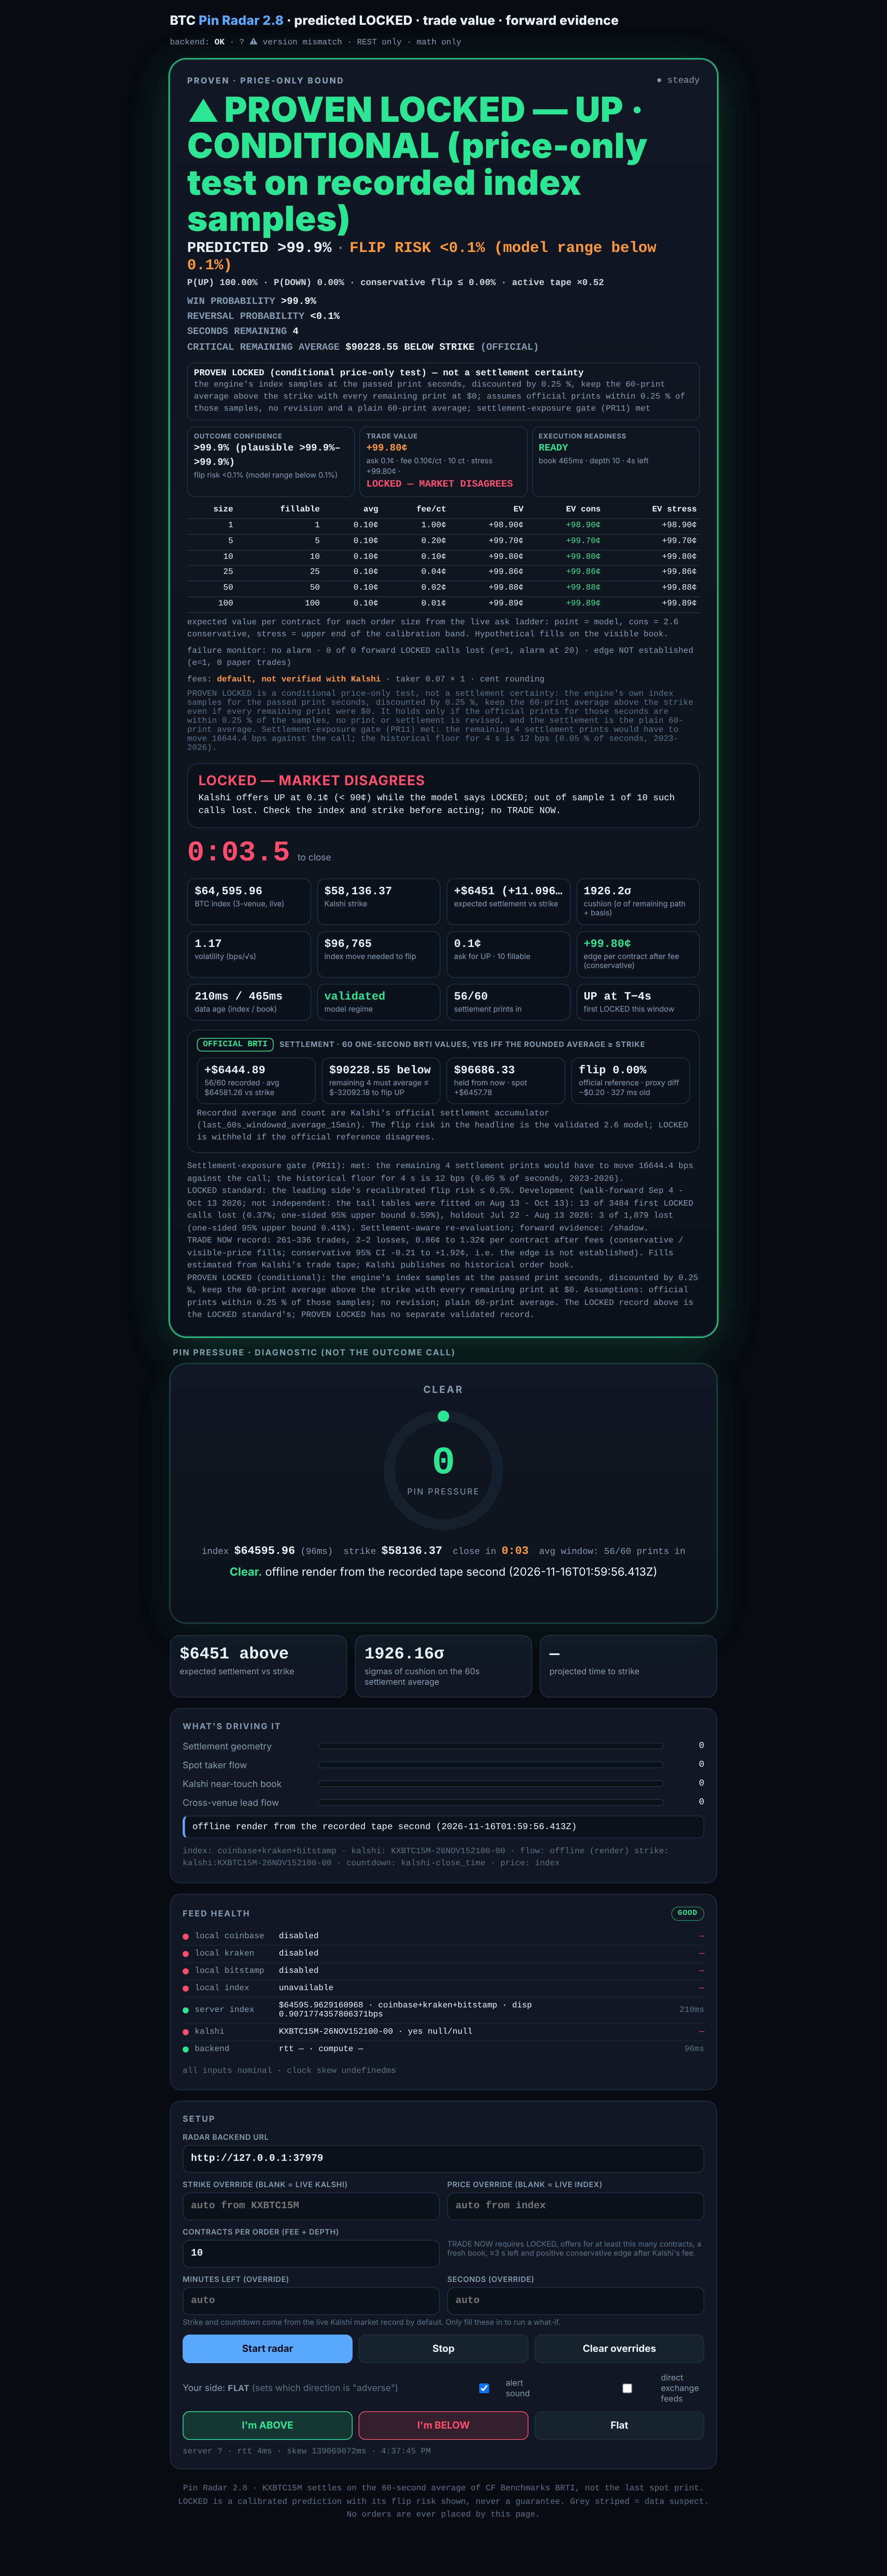 BTC Pin Radar 2.8 · predicted LOCKED · trade value · forward evidence
backend: OK · ? ⚠ version mismatch · REST only · math only
PROVEN · PRICE-ONLY BOUND
● steady
▲ PROVEN LOCKED — UP ·
CONDITIONAL (price-only
test on recorded index
samples)
PREDICTED >99.9% · FLIP RISK <0.1% (model range below
0.1%)
P(UP) 100.00% · P(DOWN) 0.00% · conservative flip ≤ 0.00% · active tape ×0.52
WIN PROBABILITY >99.9%
REVERSAL PROBABILITY <0.1%
SECONDS REMAINING 4
CRITICAL REMAINING AVERAGE $90228.55 BELOW STRIKE (OFFICIAL)
PROVEN LOCKED (conditional price-only test) — not a settlement certainty
the engine's index samples at the passed print seconds, discounted by 0.25 %, keep the 60-print
average above the strike with every remaining print at $0; assumes official prints within 0.25 % of
those samples, no revision and a plain 60-print average; settlement-exposure gate (PR11) met
OUTCOME CONFIDENCE
>99.9% (plausible >99.9%–
>99.9%)
flip risk <0.1% (model range below 0.1%)
TRADE VALUE
+99.80¢
ask 0.1¢ · fee 0.10¢/ct · 10 ct · stress
+99.80¢ ·
LOCKED — MARKET DISAGREES
EXECUTION READINESS
READY
book 465ms · depth 10 · 4s left
size fillable avg fee/ct EV EV cons EV stress
1 1 0.10¢ 1.00¢ +98.90¢ +98.90¢ +98.90¢
5 5 0.10¢ 0.20¢ +99.70¢ +99.70¢ +99.70¢
10 10 0.10¢ 0.10¢ +99.80¢ +99.80¢ +99.80¢
25 25 0.10¢ 0.04¢ +99.86¢ +99.86¢ +99.86¢
50 50 0.10¢ 0.02¢ +99.88¢ +99.88¢ +99.88¢
100 100 0.10¢ 0.01¢ +99.89¢ +99.89¢ +99.89¢
expected value per contract for each order size from the live ask ladder: point = model, cons = 2.6
conservative, stress = upper end of the calibration band. Hypothetical fills on the visible book.
failure monitor: no alarm · 0 of 0 forward LOCKED calls lost (e=1, alarm at 20) · edge NOT established
(e=1, 0 paper trades)
fees: default, not verified with Kalshi · taker 0.07 × 1 · cent rounding
PROVEN LOCKED is a conditional price-only test, not a settlement certainty: the engine's own index
samples for the passed print seconds, discounted by 0.25 %, keep the 60-print average above the strike
even if every remaining print were $0. It holds only if the official prints for those seconds are
within 0.25 % of the samples, no print or settlement is revised, and the settlement is the plain 60-
print average. Settlement-exposure gate (PR11) met: the remaining 4 settlement prints would have to
move 16644.4 bps against the call; the historical floor for 4 s is 12 bps (0.05 % of seconds, 2023-
2026).
LOCKED — MARKET DISAGREES
Kalshi offers UP at 0.1¢ (< 90¢) while the model says LOCKED; out of sample 1 of 10 such
calls lost. Check the index and strike before acting; no TRADE NOW.
0:03.5 to close
$64,595.96
BTC index (3-venue, live)
$58,136.37
Kalshi strike
+$6451 (+11.096…
expected settlement vs strike
1926.2σ
cushion (σ of remaining path
+ basis)
1.17
volatility (bps/√s)
$96,765
index move needed to flip
0.1¢
ask for UP · 10 fillable
+99.80¢
edge per contract after fee
(conservative)
210ms / 465ms
data age (index / book)
validated
model regime
56/60
settlement prints in
UP at T−4s
first LOCKED this window
OFFICIAL BRTI SETTLEMENT · 60 ONE-SECOND BRTI VALUES, YES IFF THE ROUNDED AVERAGE ≥ STRIKE
+$6444.89
56/60 recorded · avg
$64581.26 vs strike
$90228.55 below
remaining 4 must average ≤
$-32092.18 to flip UP
$96686.33
held from now · spot
+$6457.78
flip 0.00%
official reference · proxy diff
−$0.20 · 327 ms old
Recorded average and count are Kalshi's official settlement accumulator
(last_60s_windowed_average_15min). The flip risk in the headline is the validated 2.6 model; LOCKED
is withheld if the official reference disagrees.
Settlement-exposure gate (PR11): met: the remaining 4 settlement prints would have to move 16644.4 bps
against the call; the historical floor for 4 s is 12 bps (0.05 % of seconds, 2023-2026).
LOCKED standard: the leading side's recalibrated flip risk ≤ 0.5%. Development (walk-forward Sep 4 -
Oct 13 2026; not independent: the tail tables were fitted on Aug 13 - Oct 13): 13 of 3484 first LOCKED
calls lost (0.37%; one-sided 95% upper bound 0.59%), holdout Jul 22 - Aug 13 2026: 3 of 1,879 lost
(one-sided 95% upper bound 0.41%). Settlement-aware re-evaluation; forward evidence: /shadow.
TRADE NOW record: 261–336 trades, 2–2 losses, 0.86¢ to 1.32¢ per contract after fees (conservative /
visible-price fills; conservative 95% CI -0.21 to +1.92¢, i.e. the edge is not established). Fills
estimated from Kalshi's trade tape; Kalshi publishes no historical order book.
PROVEN LOCKED (conditional): the engine's index samples at the passed print seconds, discounted by 0.25
%, keep the 60-print average above the strike with every remaining print at $0. Assumptions: official
prints within 0.25 % of those samples; no revision; plain 60-print average. The LOCKED record above is
the LOCKED standard's; PROVEN LOCKED has no separate validated record.
PIN PRESSURE · DIAGNOSTIC (NOT THE OUTCOME CALL)
CLEAR
0
PIN PRESSURE
index $64595.96 (96ms) strike $58136.37 close in 0:03 avg window: 56/60 prints in
Clear. offline render from the recorded tape second (2026-11-16T01:59:56.413Z)
$6451 above
expected settlement vs strike
1926.16σ
sigmas of cushion on the 60s
settlement average
—
projected time to strike
WHAT'S DRIVING IT
Settlement geometry 0
Spot taker flow 0
Kalshi near-touch book 0
Cross-venue lead flow 0
offline render from the recorded tape second (2026-11-16T01:59:56.413Z)
index: coinbase+kraken+bitstamp · kalshi: KXBTC15M-26NOV152100-00 · flow: offline (render) strike:
kalshi:KXBTC15M-26NOV152100-00 · countdown: kalshi-close_time · price: index
FEED HEALTH
GOOD
local coinbase disabled —
local kraken disabled —
local bitstamp disabled —
local index unavailable —
server index $64595.9629160968 · coinbase+kraken+bitstamp · disp
0.9071774357806371bps 210ms
kalshi KXBTC15M-26NOV152100-00 · yes null/null —
backend rtt — · compute — 96ms
all inputs nominal · clock skew undefinedms
SETUP
RADAR BACKEND URL
http://127.0.0.1:37979
STRIKE OVERRIDE (BLANK = LIVE KALSHI)
auto from KXBTC15M
PRICE OVERRIDE (BLANK = LIVE INDEX)
auto from index
CONTRACTS PER ORDER (FEE + DEPTH)
10
TRADE NOW requires LOCKED, offers for at least this many contracts, a
fresh book, ≥3 s left and positive conservative edge after Kalshi's fee.
MINUTES LEFT (OVERRIDE)
auto
SECONDS (OVERRIDE)
auto
Strike and countdown come from the live Kalshi market record by default. Only fill these in to run a what-if.
Start radar
Stop
Clear overrides
Your side: FLAT (sets which direction is "adverse")
alert
sound
direct
exchange
feeds
I'm ABOVE
I'm BELOW
Flat
server ? · rtt 4ms · skew 139069072ms · 4:37:45 PM
Pin Radar 2.8 · KXBTC15M settles on the 60-second average of CF Benchmarks BRTI, not the last spot print.
LOCKED is a calibrated prediction with its flip risk shown, never a guarantee. Grey striped = data suspect.
No orders are ever placed by this page.